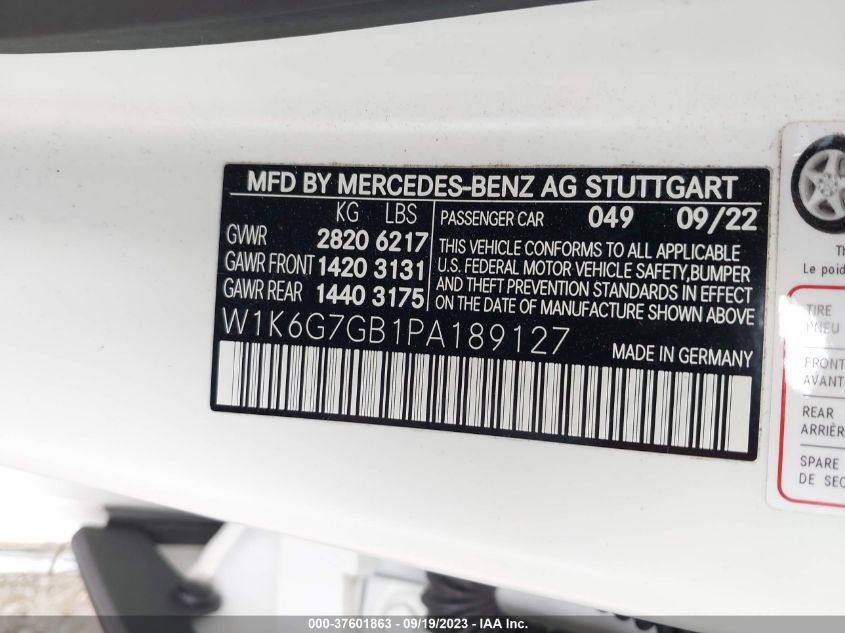 MFD BY MERCEDES-BENZ AG STUTTGART
KG LBS
GVWR 2820 6217
GAWR FRONT 1420 3131
GAWR REAR 1440 3175
PASSENGER CAR 049 09/22
THIS VEHICLE CONFORMS TO ALL APPLICABLE
U.S. FEDERAL MOTOR VEHICLE SAFETY,BUMPER
AND THEFT PREVENTION STANDARDS IN EFFECT
ON THE DATE OF MANUFACTURE SHOWN ABOVE
W1K6G7GB1PA189127
MADE IN GERMANY
Th
Le poid
TIRE
PNEU
FRONT
AVANT
REAR
ARRIÈR
SPARE
DE SEC
000-37601863 - 09/19/2023 - IAA Inc.